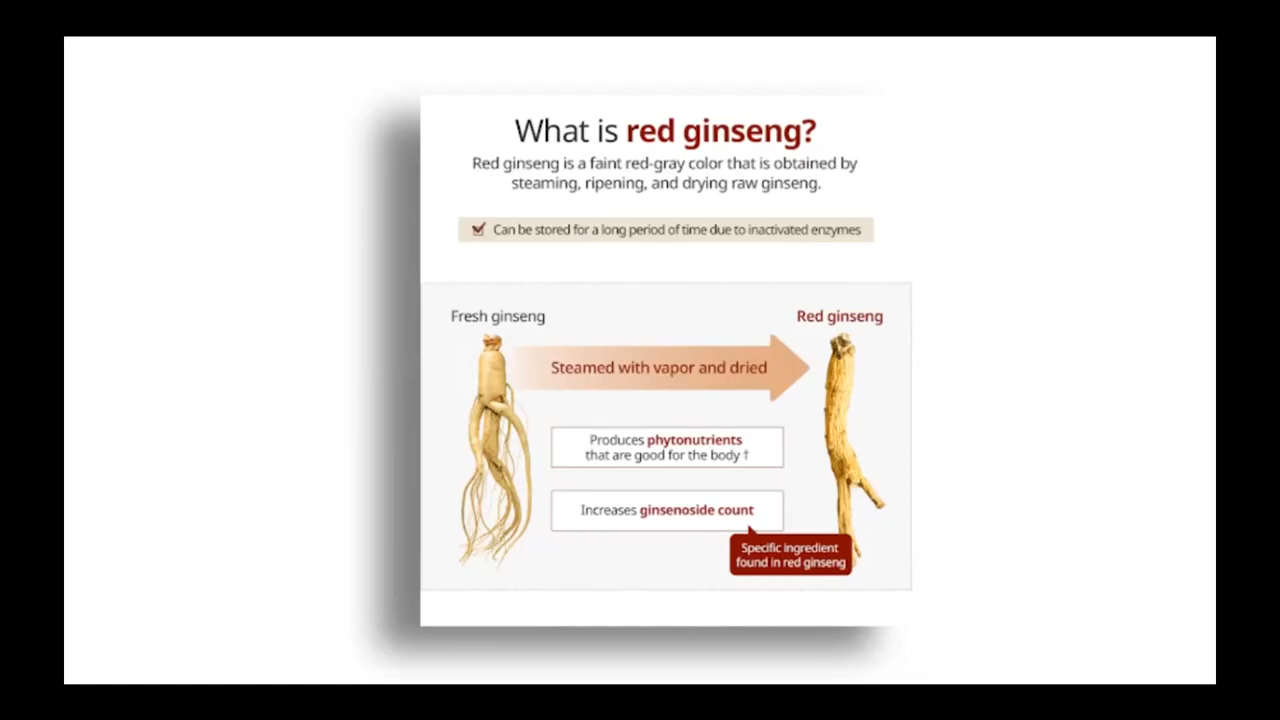 What is red ginseng?
Red ginseng is a faint red-gray color that is obtained by
steaming, ripening, and drying raw ginseng.
Can be stored for a long period of time due to inactivated enzymes
Fresh ginseng
Red ginseng
Steamed with vapor and dried
Produces phytonutrients
that are good for the body †
Increases ginsenoside count
Specific ingredient
found in red ginseng